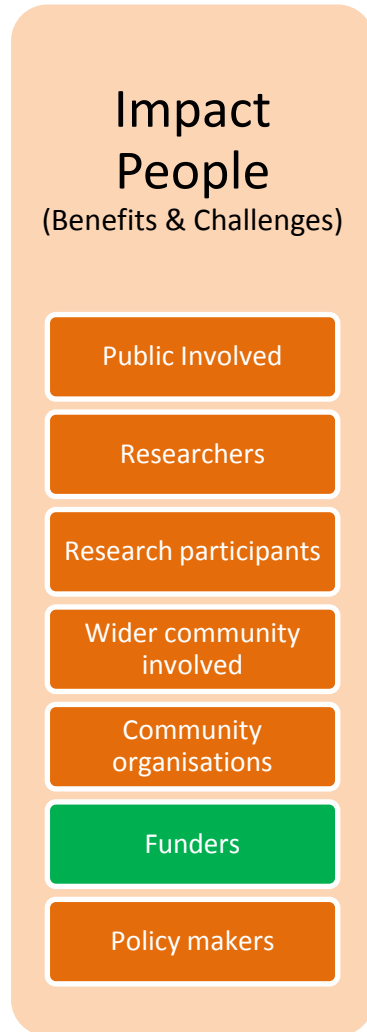 Impact
People
(Benefits & Challenges)
Public Involved
Researchers
Research participants
Wider community
involved
Community
organisations
Funders
Policy makers